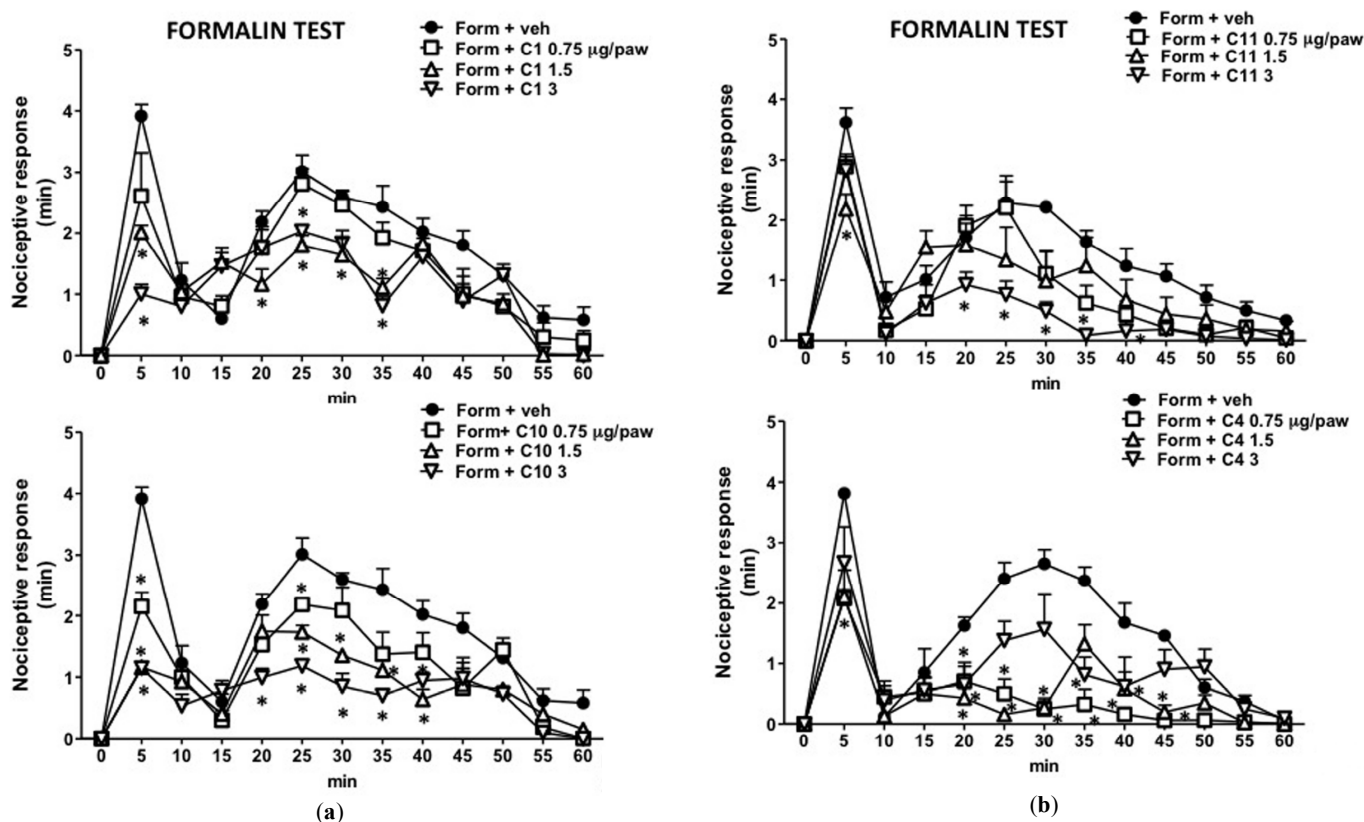 FORMALIN TEST
Form + veh
Form + C1 0.75 μg/paw
Form + C1 1.5
Form + C1 3
Nociceptive response
(min)
5
4
3
2
1
0
0 5 10 15 20 25 30 35 40 45 50 55 60
min
* * * * * * * *
Form + veh
Form+ C10 0.75 μg/paw
Form + C10 1.5
Form + C10 3
Nociceptive response
(min)
5
4
3
2
1
0
0 5 10 15 20 25 30 35 40 45 50 55 60
min
* * * * * * * * * * * * *
(a)
FORMALIN TEST
Form + veh
Form + C11 0.75 μg/paw
Form + C11 1.5
Form + C11 3
Nociceptive response
(min)
5
4
3
2
1
0
0 5 10 15 20 25 30 35 40 45 50 55 60
min
* * * * * *
Form + veh
Form + C4 0.75 μg/paw
Form + C4 1.5
Form + C4 3
Nociceptive response
(min)
5
4
3
2
1
0
0 5 10 15 20 25 30 35 40 45 50 55 60
min
* * * * * * * * * * * * * *
(b)